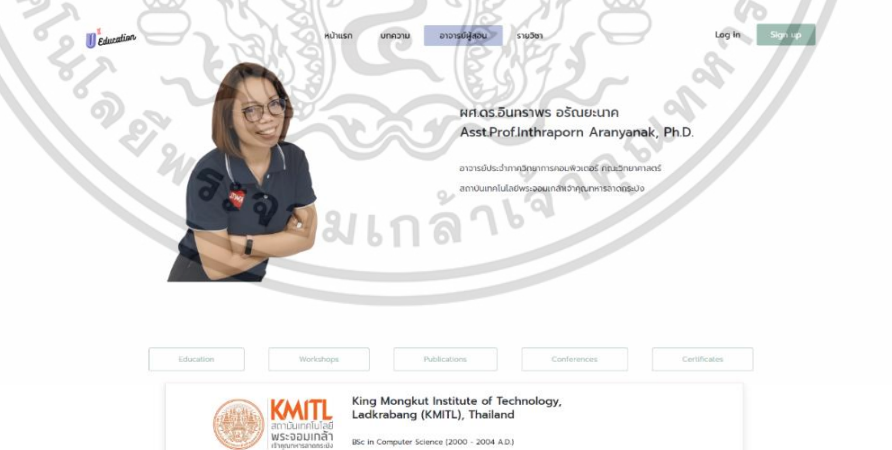 U Education
หน้าแรก
บทความ
อาจารย์ผู้สอน
รายวิชา
Log in
Sign up
ผศ.ดร.อินทราพร อรัณยะนาค
Asst.Prof.Inthraporn Aranyanak, Ph.D.
อาจารย์ประจำภาควิทยาการคอมพิวเตอร์ คณะวิทยาศาสตร์
สถาบันเทคโนโลยีพระจอมเกล้าเจ้าคุณทหารลาดกระบัง
Education
Workshops
Publications
Conferences
Certificates
KMITL
สถาบันเทคโนโลยี
พระจอมเกล้า
เจ้าคุณทหารลาดกระบัง
King Mongkut Institute of Technology,
Ladkrabang (KMITL), Thailand
BSc in Computer Science (2000 - 2004 A.D.)